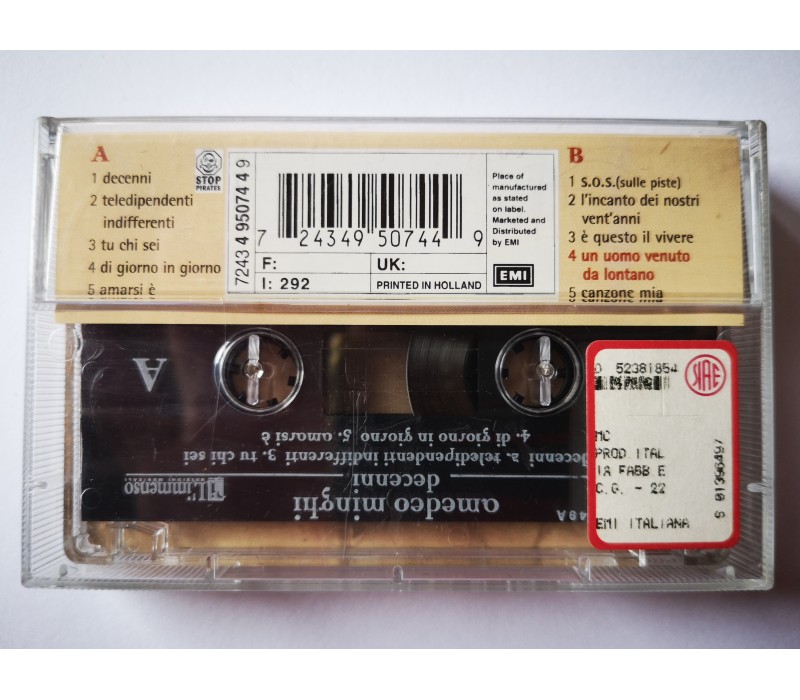 A
1 decenni
2 teledipendenti
indifferenti
3 tu chi sei
4 di giorno in giorno
5 amarsi è
STOP
PIRATES
7243 4 95074 4 9
7 24349 50744 9
F:
UK:
I: 292
PRINTED IN HOLLAND
Place of
manufactured
as stated
on label.
Marketed and
Distributed
by EMI
EMI
B
1 s.o.s.(sulle piste)
2 l'incanto dei nostri
vent'anni
3 è questo il vivere
4 un uomo venuto
da lontano
5 canzone mia
A
amedeo minghi
decenni
L'immenso
EDIZIONI MUSICALI
decenni 2. teledipendenti indifferenti 3. tu chi sei
4. di giorno in giorno 5. amarsi è
SIAE
D 52381854
MC
PROD.ITAL
18 FABB E
C.G. - 22
EMI ITALIANA
S 01396497